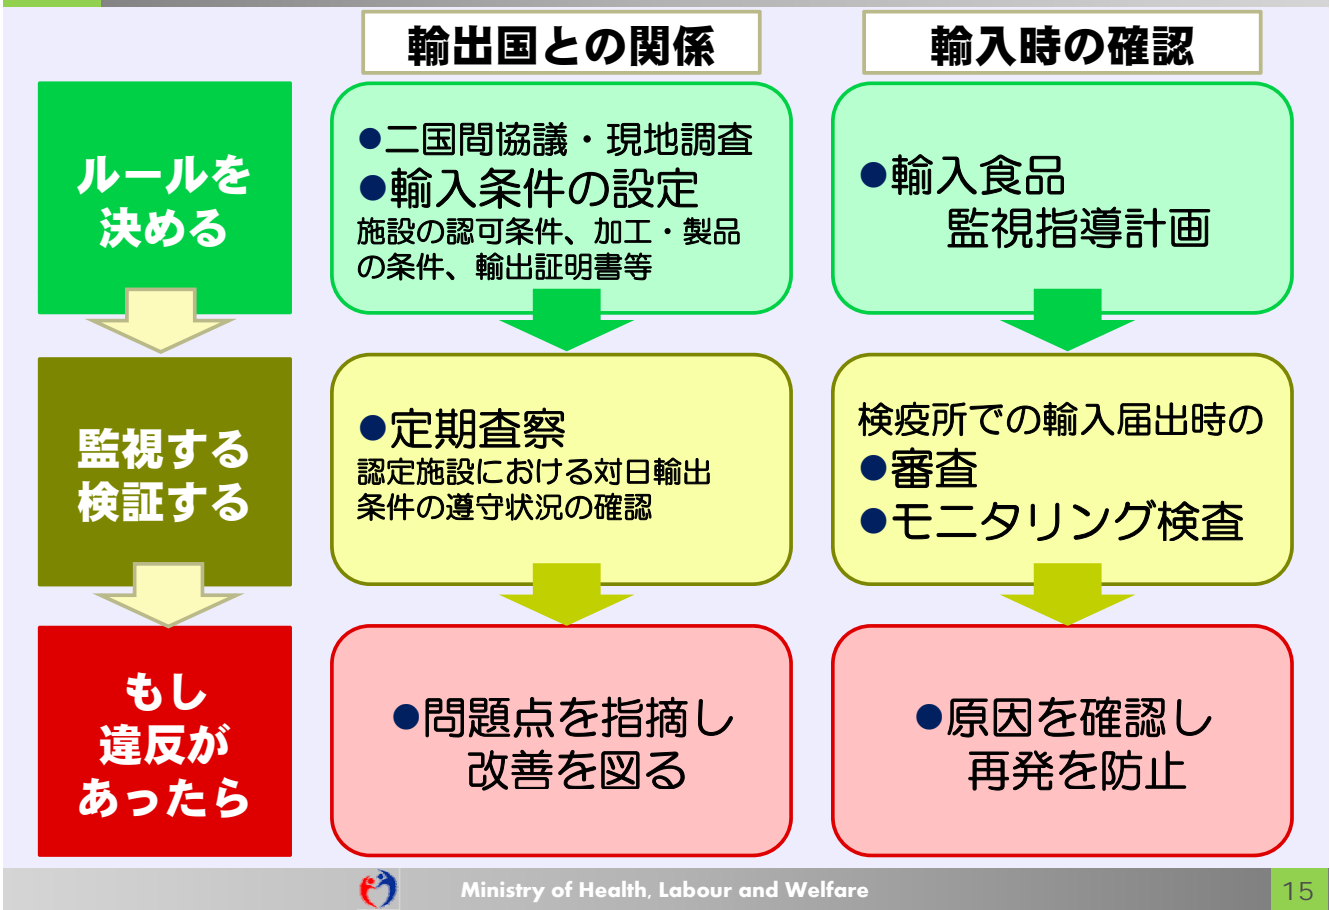 輸出国との関係
輸入時の確認
ルールを
決める
●二国間協議・現地調査
●輸入条件の設定
施設の認可条件、加工・製品
の条件、輸出証明書等
●輸入食品
監視指導計画
監視する
検証する
●定期査察
認定施設における対日輸出
条件の遵守状況の確認
検疫所での輸入届出時の
●審査
●モニタリング検査
もし
違反が
あったら
●問題点を指摘し
改善を図る
●原因を確認し
再発を防止
Ministry of Health, Labour and Welfare
15